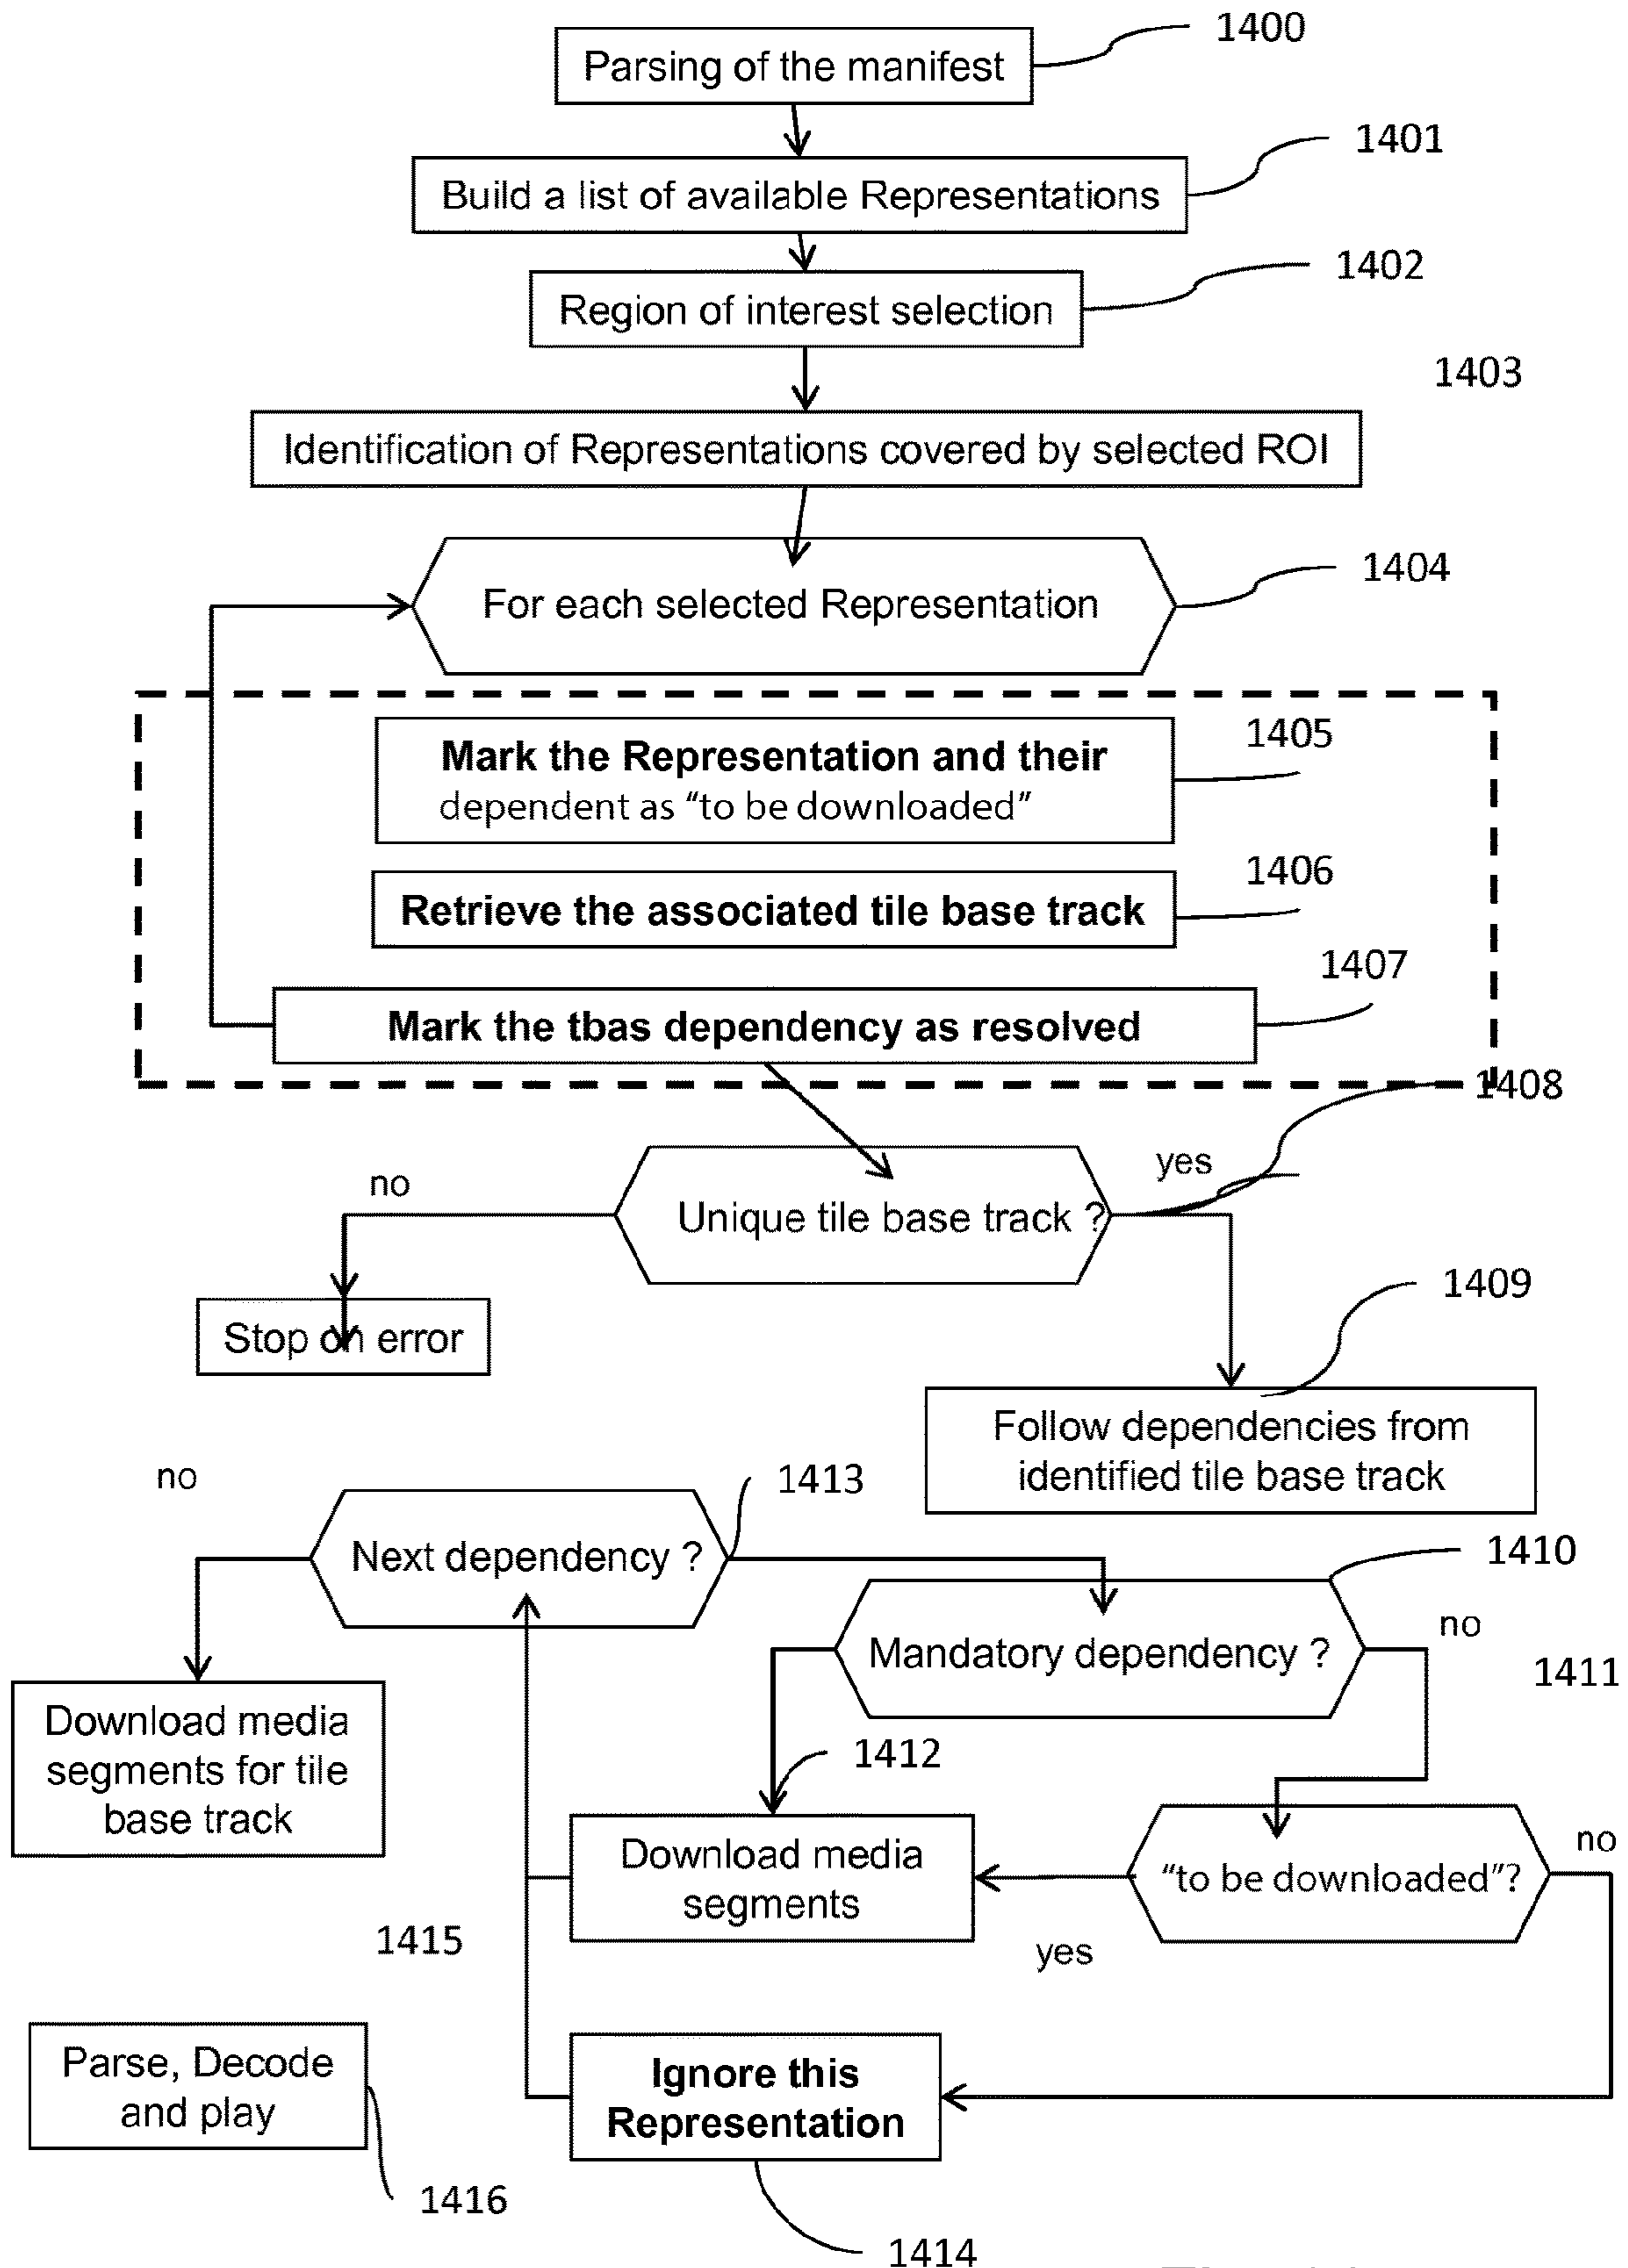 1400
Parsing of the manifest
1401
Build a list of available Representations
1402
Region of interest selection
1403
Identification of Representations covered by selected ROI
1404
For each selected Representation
1405
Mark the Representation and their
dependent as “to be downloaded”
1406
Retrieve the associated tile base track
1407
Mark the tbas dependency as resolved
1408
no
yes
Unique tile base track ?
1409
Stop on error
Follow dependencies from
identified tile base track
no
1413
Next dependency ?
1410
no
Mandatory dependency ?
1411
Download media
segments for tile
base track
1412
Download media
segments
“to be downloaded”?
no
1415
yes
Parse, Decode
and play
Ignore this
Representation
1416
1414